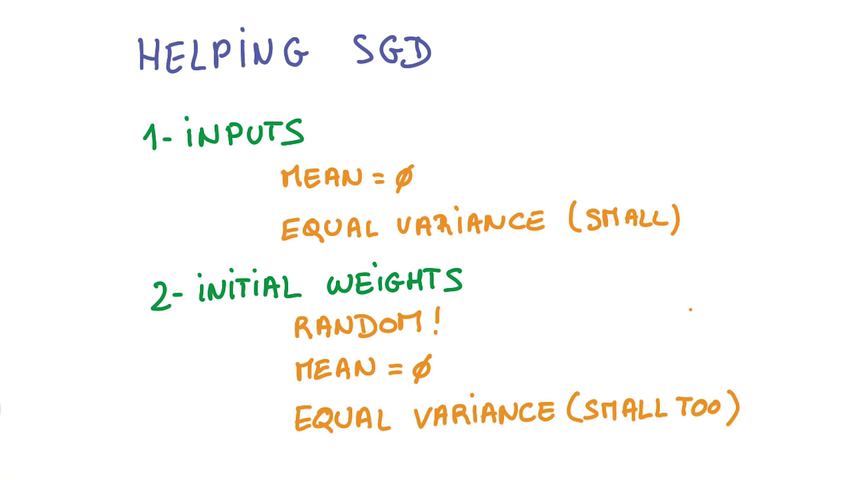 HELPING SGD
1- INPUTS
MEAN = ø
EQUAL VARIANCE (SMALL)
2- INITIAL WEIGHTS
RANDOM!
MEAN = ø
EQUAL VARIANCE (SMALL TOO)